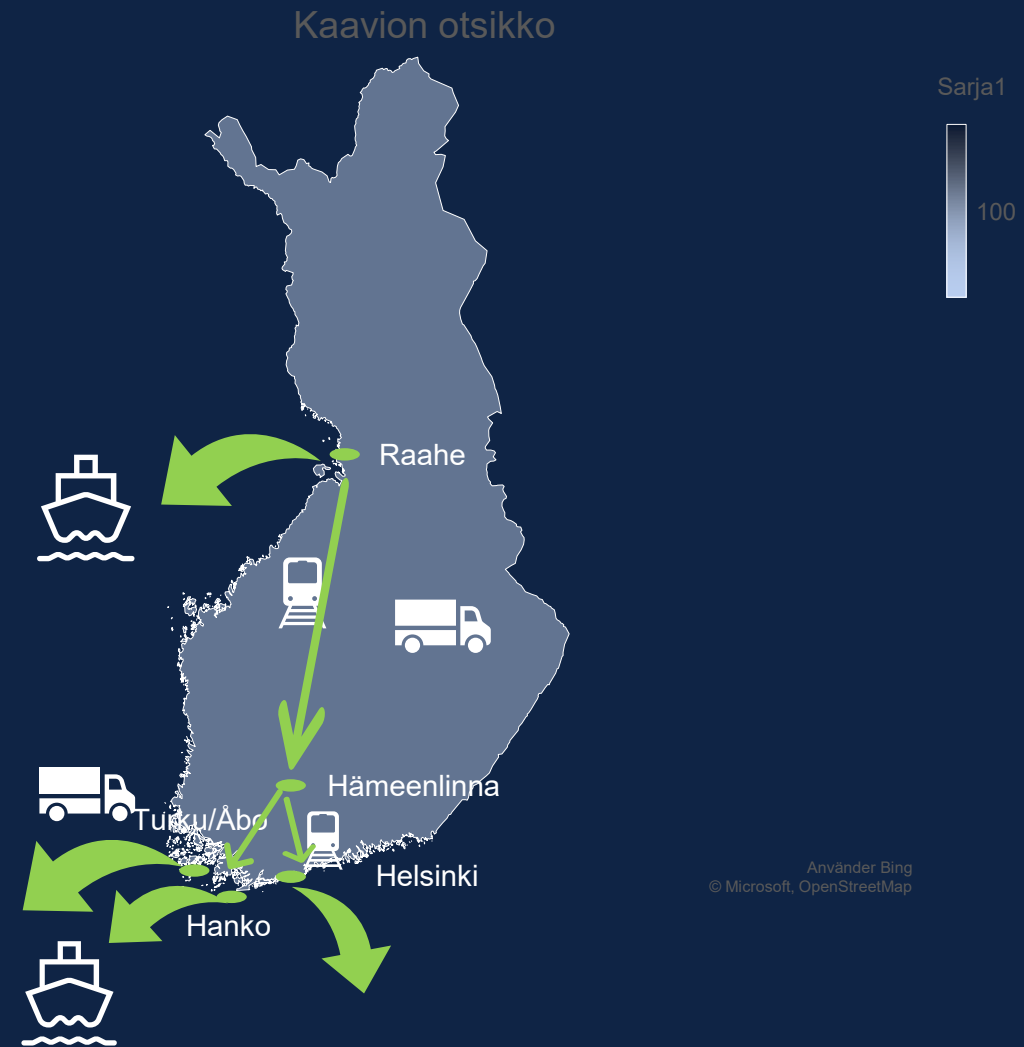 Kaavion otsikko
Sarja1
100
Raahe
Hämeenlinna
Turku/Åbo
Helsinki
Hanko
Använder Bing
© Microsoft, OpenStreetMap